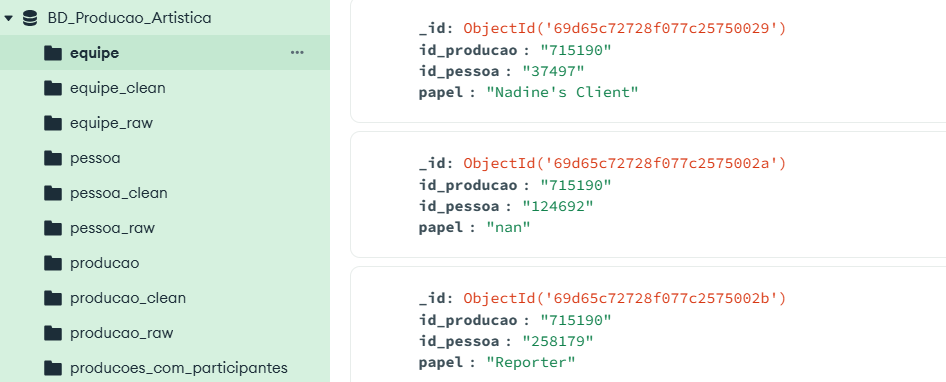 BD_Producao_Artistica
equipe
equipe_clean
equipe_raw
pessoa
pessoa_clean
pessoa_raw
producao
producao_clean
producao_raw
producoes_com_participantes
_id: ObjectId('69d65c72728f077c25750029')
id_producao : "715190"
id_pessoa : "37497"
papel : "Nadine's Client"
_id: ObjectId('69d65c72728f077c2575002a')
id_producao : "715190"
id_pessoa : "124692"
papel : "nan"
_id: ObjectId('69d65c72728f077c2575002b')
id_producao : "715190"
id_pessoa : "258179"
papel : "Reporter"